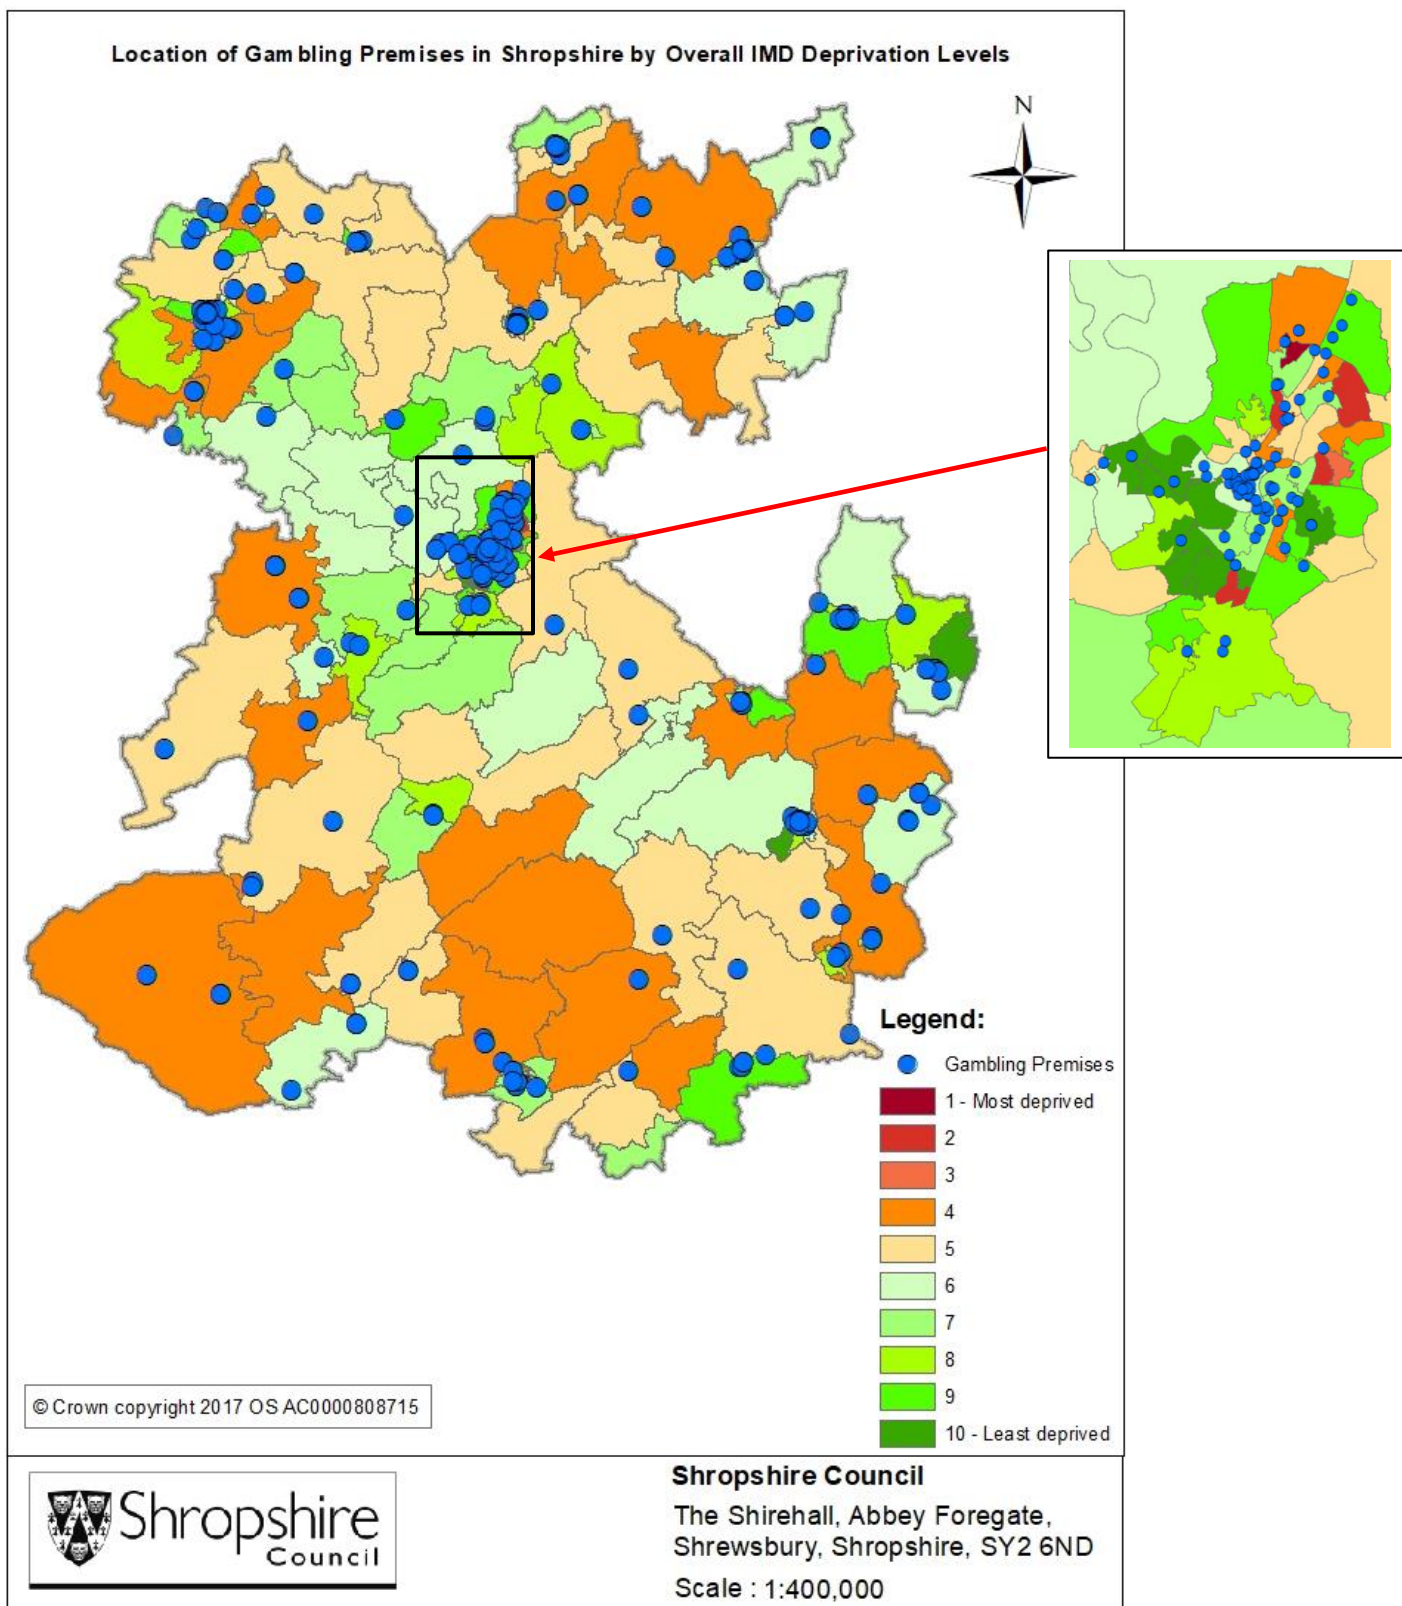 Location of Gambling Premises in Shropshire by Overall IMD Deprivation Levels
N
Legend:
Gambling Premises
1 - Most deprived
2
3
4
5
6
7
8
9
10 - Least deprived
© Crown copyright 2017 OS AC0000808715
Shropshire
Council
Shropshire Council
The Shirehall, Abbey Foregate,
Shrewsbury, Shropshire, SY2 6ND
Scale : 1:400,000